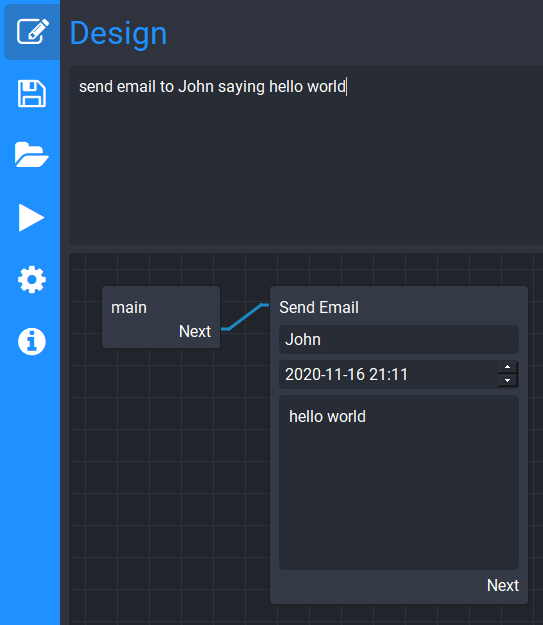 Design
send email to John saying hello world
main
Next
Send Email
John
2020-11-16 21:11
hello world
Next